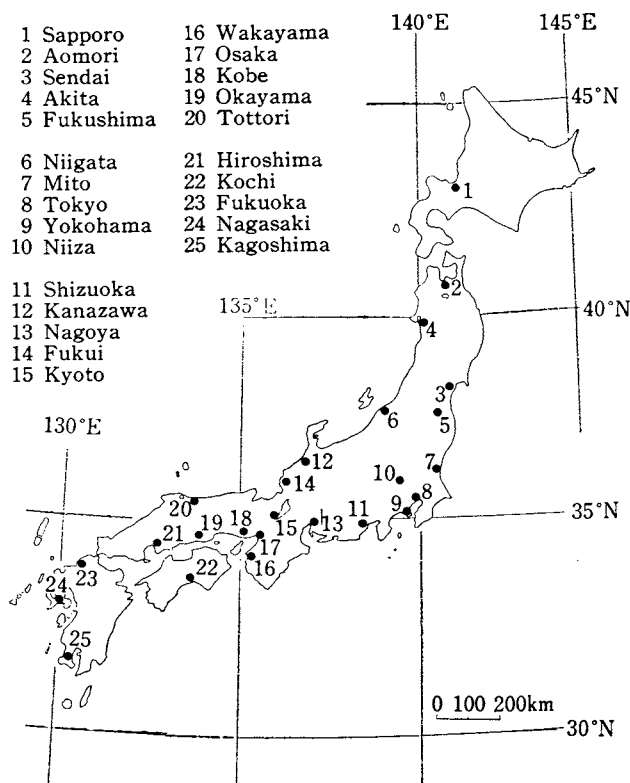 1 Sapporo
2 Aomori
3 Sendai
4 Akita
5 Fukushima
6 Niigata
7 Mito
8 Tokyo
9 Yokohama
10 Niiza
11 Shizuoka
12 Kanazawa
13 Nagoya
14 Fukui
15 Kyoto
16 Wakayama
17 Osaka
18 Kobe
19 Okayama
20 Tottori
21 Hiroshima
22 Kochi
23 Fukuoka
24 Nagasaki
25 Kagoshima
140°E
145°E
45°N
1
2
135°E
40°N
4
3
6
5
130°E
12
7
10
14
8
20
9
35°N
18
15
13
11
21
19
17
23
16
22
24
25
0 100 200km
30°N